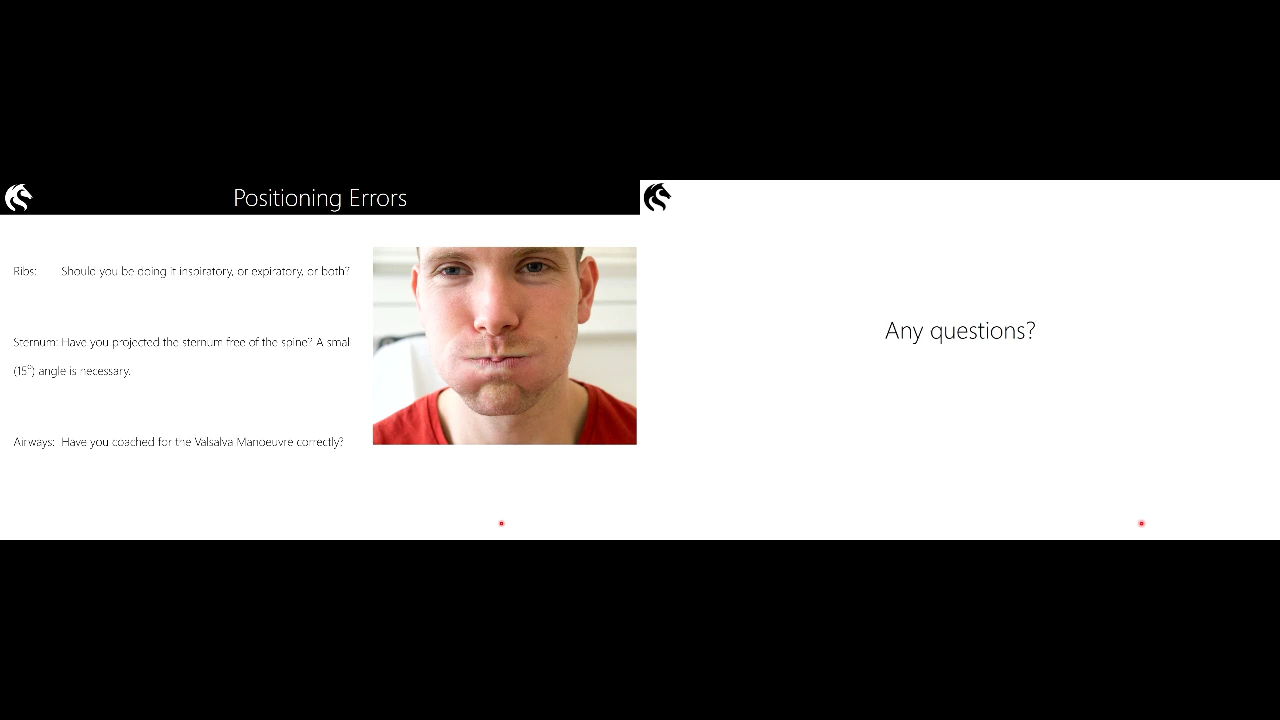 Positioning Errors
Ribs: Should you be doing it inspiratory, or expiratory, or both?
Sternum: Have you projected the sternum free of the spine? A smal
(15°) angle is necessary.
Airways: Have you coached for the Valsalva Manoeuvre correctly?
Any questions?